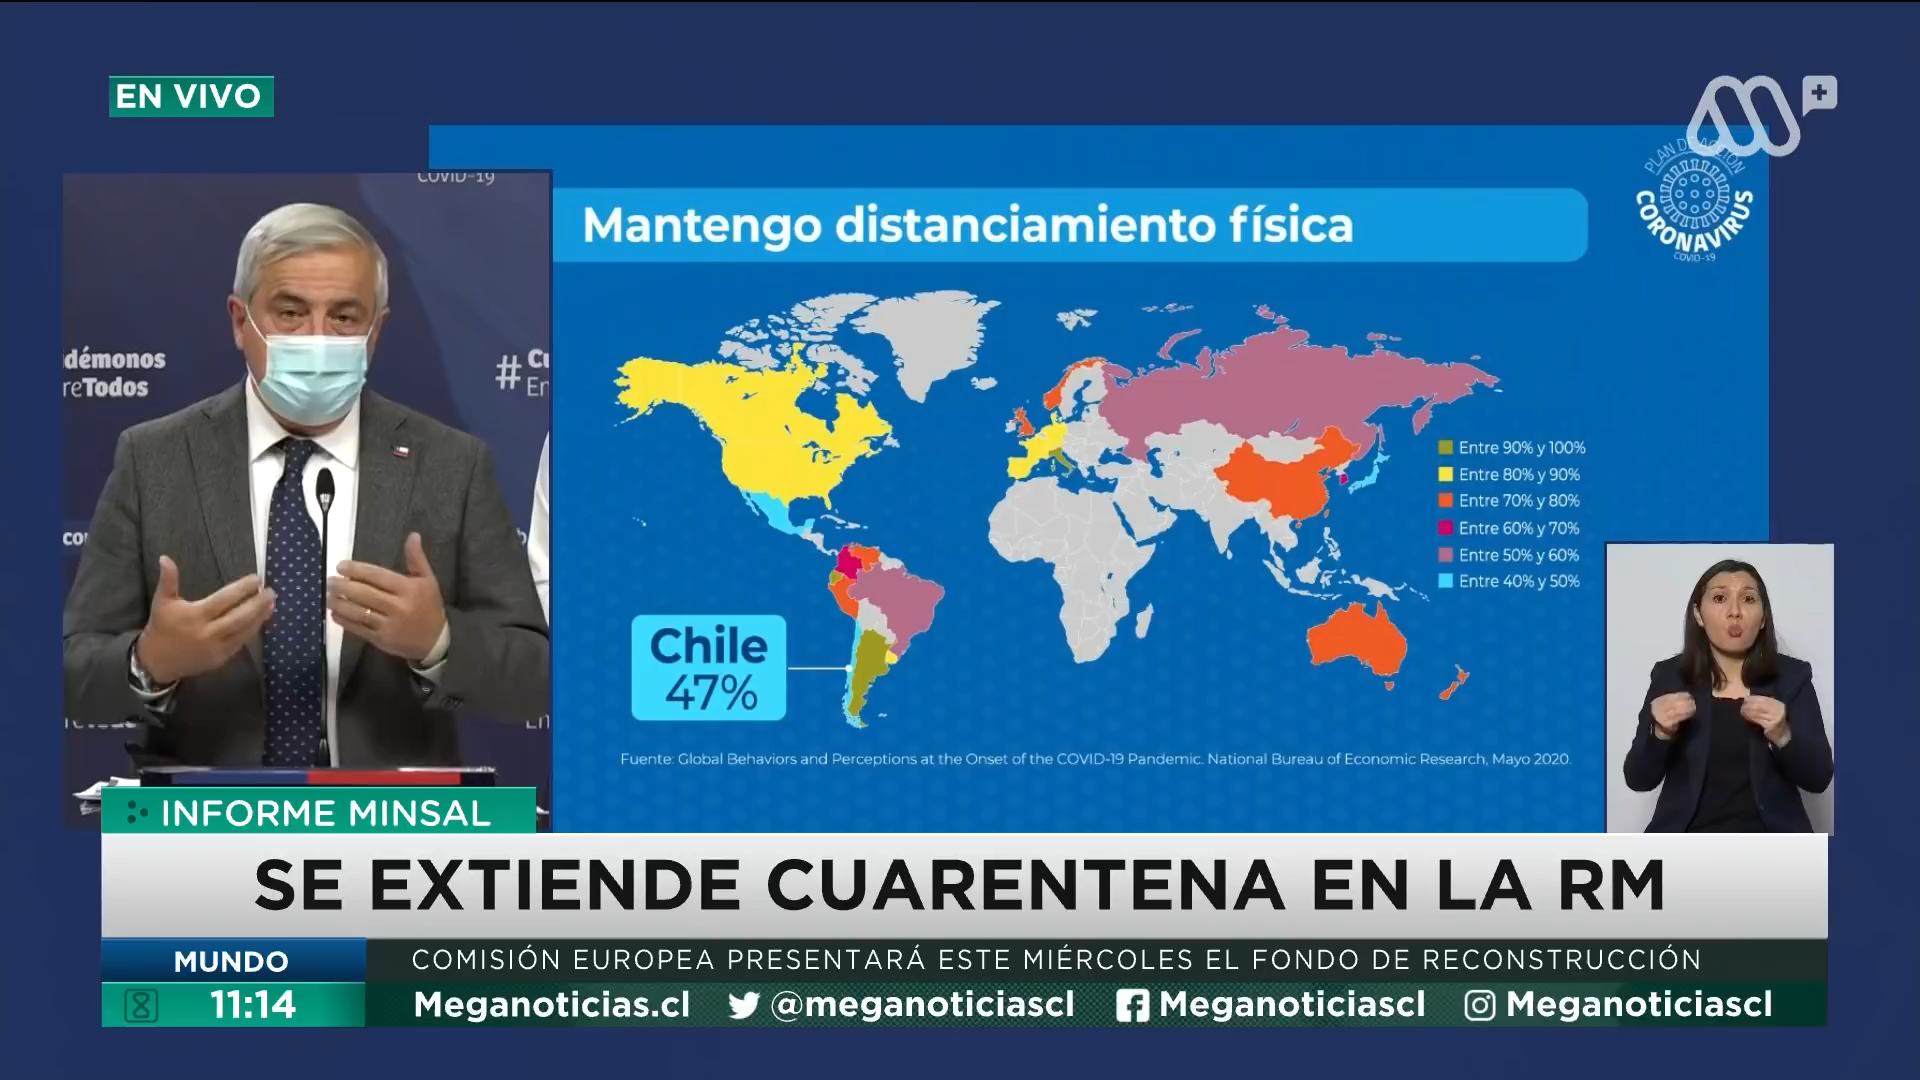 EN VIVO
+
COVID-19
PLAN DE ACCIÓN
CORONAVIRUS
COVID-19
Mantengo distanciamiento física
démonos
reTodos
#Cu
En
Entre 90% y 100%
Entre 80% y 90%
Entre 70% y 80%
Entre 60% y 70%
Entre 50% y 60%
Entre 40% y 50%
Chile
47%
Fuente: Global Behaviors and Perceptions at the Onset of the COVID-19 Pandemic. National Bureau of Economic Research, Mayo 2020.
INFORME MINSAL
SE EXTIENDE CUARENTENA EN LA RM
MUNDO
COMISIÓN EUROPEA PRESENTARÁ ESTE MIÉRCOLES EL FONDO DE RECONSTRUCCIÓN
11:14
Meganoticias.cl @meganoticiascl Meganoticiascl Meganoticiascl